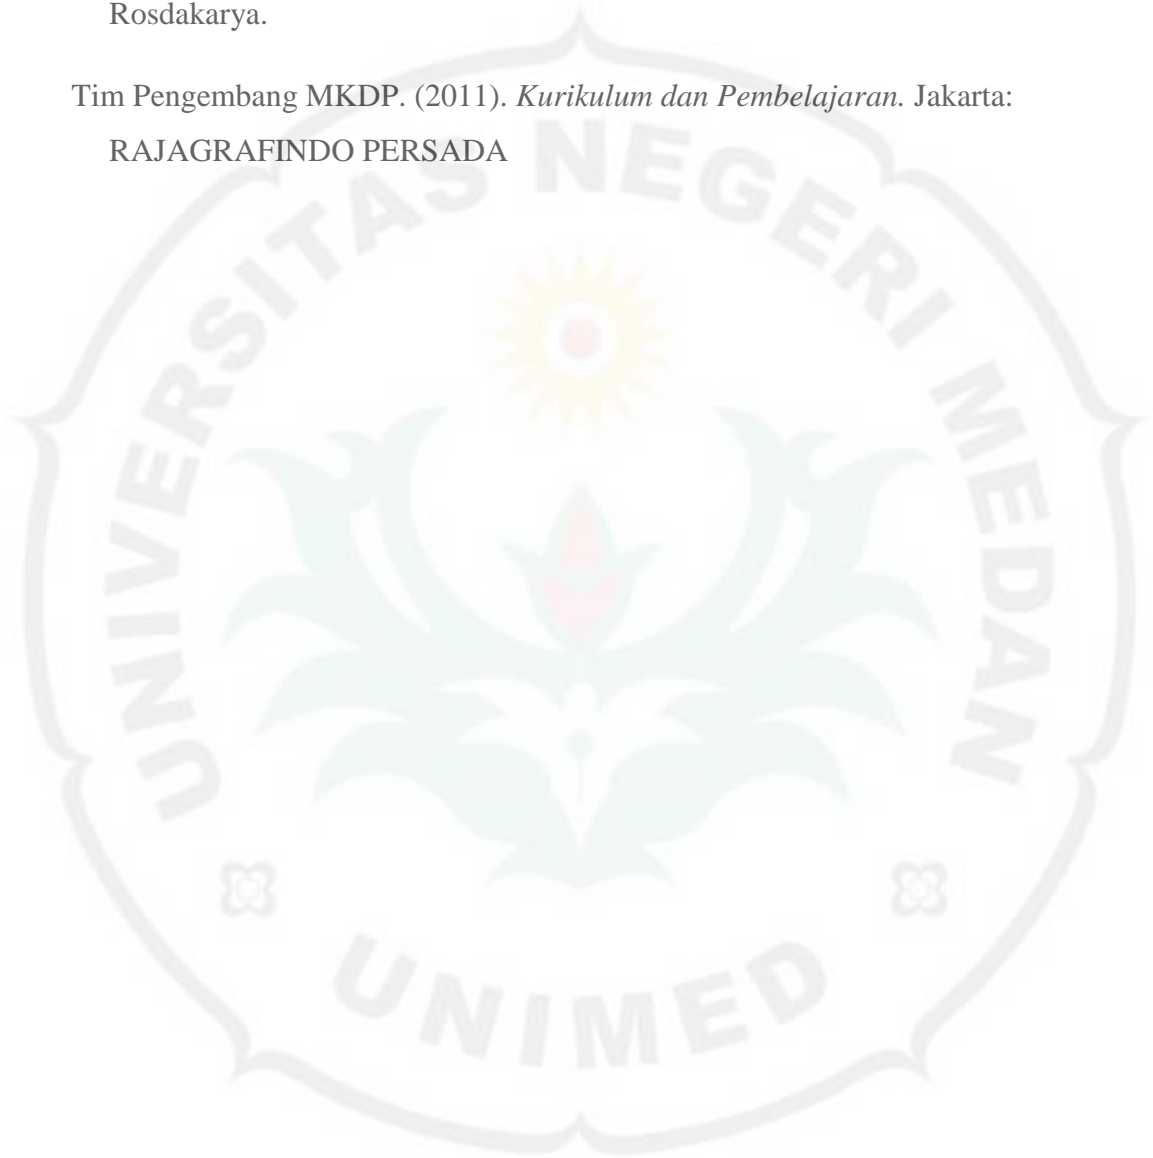 Rosdakarya.
Tim Pengembang MKDP. (2011). Kurikulum dan Pembelajaran. Jakarta:
RAJAGRAFINDO PERSADA
UNIVERSITAS NEGERI MEDAN
UNIMED